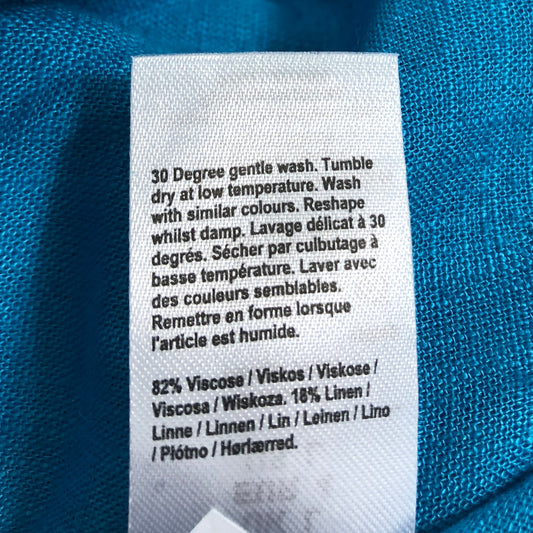 30 Degree gentle wash. Tumble
dry at low temperature. Wash
with similar colours. Reshape
whilst damp. Lavage délicat à 30
degrés. Sécher par culbutage à
basse température. Laver avec
des couleurs semblables.
Remettre en forme lorsque
l'article est humide.
82% Viscose / Viskos / Viskose /
Viscosa / Wiskoza. 18% Linen /
Linne / Linnen / Lin / Leinen / Lino
/ Płótno / Hørlærred.